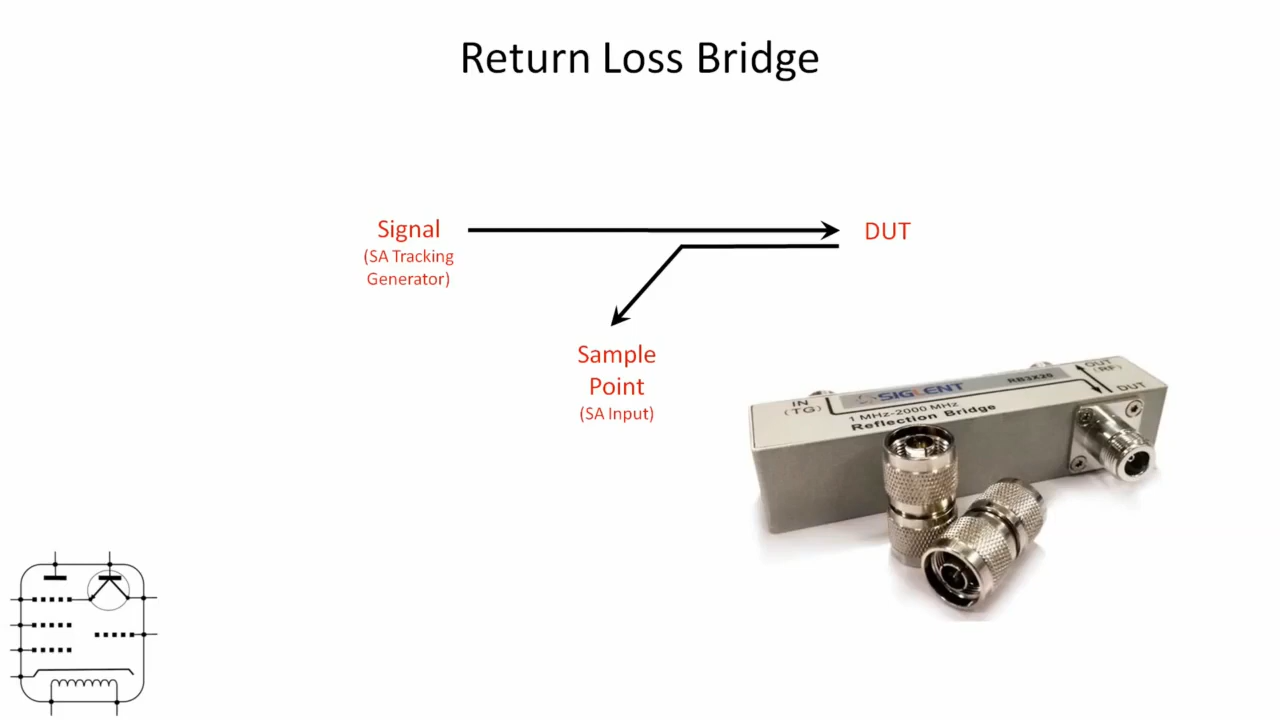 Return Loss Bridge
Signal
(SA Tracking
Generator)
DUT
Sample
Point
(SA Input)
IN
(TG)
SIGLENT
RB3X20
1 MHz-2000 MHz
Reflection Bridge
OUT
(RF)
DUT